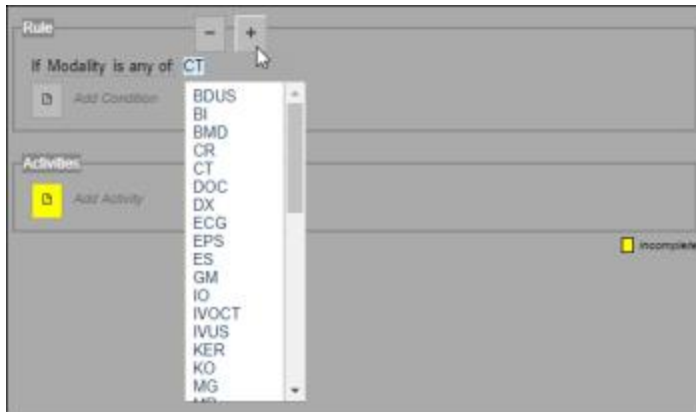 Rule
- +
If Modality is any of CT
Add Condition
BDUS
BI
BMD
CR
CT
DOC
DX
ECG
EPS
ES
GM
IO
IVOCT
IVUS
KER
KO
MG
Activities
Add Activity
incomplete